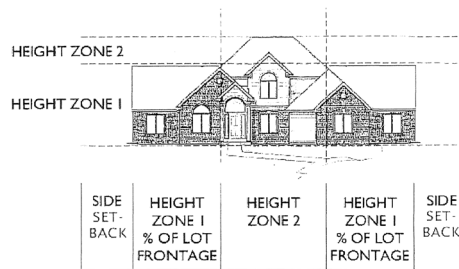 HEIGHT ZONE 2
HEIGHT ZONE 1
SIDE
SET-
BACK
HEIGHT
ZONE 1
% OF LOT
FRONTAGE
HEIGHT
ZONE 2
HEIGHT
ZONE 1
% OF LOT
FRONTAGE
SIDE
SET-
BACK